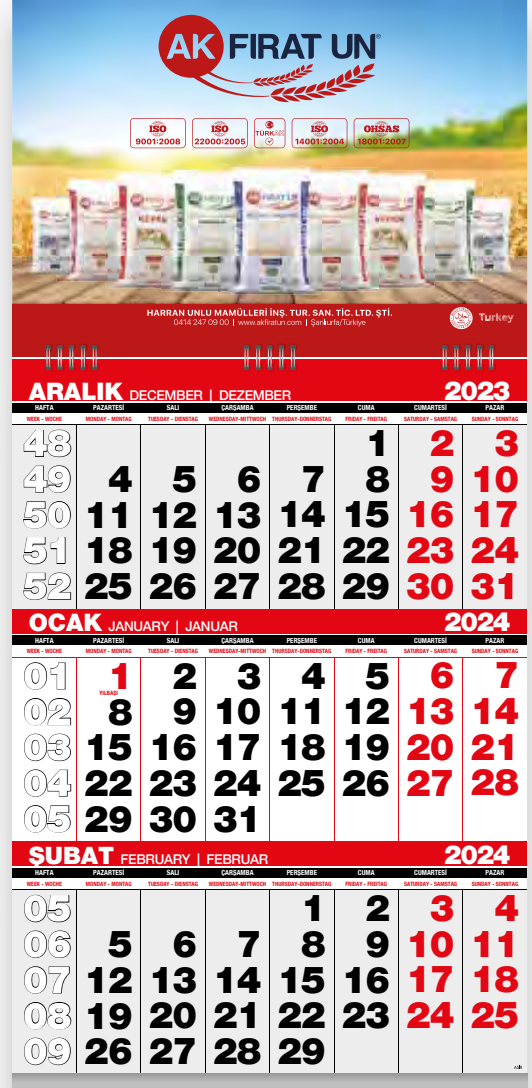 AK FIRAT UN®
ISO 9001:2008
ISO 22000:2005
TÜRKAK
ISO 14001:2004
OHSAS 18001:2007
AK FIRAT UN
KEPEK
HARRAN UNLU MAMÜLLERİ İNŞ. TUR. SAN. TİC. LTD. ŞTİ.
0414 247 09 00 | www.akfiratun.com | Şanlıurfa/Türkiye
Turkey
ARALIK DECEMBER | DEZEMBER 2023
HAFTA PAZARTESİ SALI ÇARŞAMBA PERŞEMBE CUMA CUMARTESİ PAZAR
WEEK - WOCHE MONDAY - MONTAG TUESDAY - DIENSTAG WEDNESDAY-MITTWOCH THURSDAY-DONNERSTAG FRIDAY - FREITAG SATURDAY - SAMSTAG SUNDAY - SONNTAG
48 1 2 3
49 4 5 6 7 8 9 10
50 11 12 13 14 15 16 17
51 18 19 20 21 22 23 24
52 25 26 27 28 29 30 31
OCAK JANUARY | JANUAR 2024
HAFTA PAZARTESİ SALI ÇARŞAMBA PERŞEMBE CUMA CUMARTESİ PAZAR
WEEK - WOCHE MONDAY - MONTAG TUESDAY - DIENSTAG WEDNESDAY-MITTWOCH THURSDAY-DONNERSTAG FRIDAY - FREITAG SATURDAY - SAMSTAG SUNDAY - SONNTAG
01 1 2 3 4 5 6 7
YILBAŞI
02 8 9 10 11 12 13 14
03 15 16 17 18 19 20 21
04 22 23 24 25 26 27 28
05 29 30 31
ŞUBAT FEBRUARY | FEBRUAR 2024
HAFTA PAZARTESİ SALI ÇARŞAMBA PERŞEMBE CUMA CUMARTESİ PAZAR
WEEK - WOCHE MONDAY - MONTAG TUESDAY - DIENSTAG WEDNESDAY-MITTWOCH THURSDAY-DONNERSTAG FRIDAY - FREITAG SATURDAY - SAMSTAG SUNDAY - SONNTAG
05 1 2 3 4
06 5 6 7 8 9 10 11
07 12 13 14 15 16 17 18
08 19 20 21 22 23 24 25
09 26 27 28 29